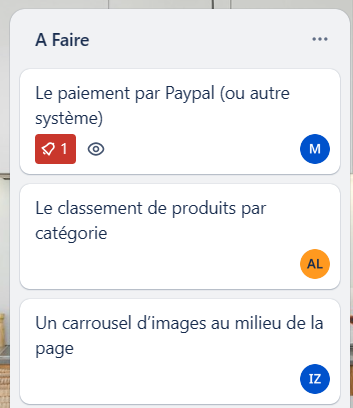 A Faire
Le paiement par Paypal (ou autre
système)
1
M
Le classement de produits par
catégorie
AL
Un carrousel d’images au milieu de la
page
IZ